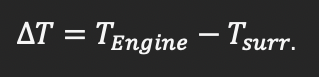 ΔT = T_Engine − T_surr.